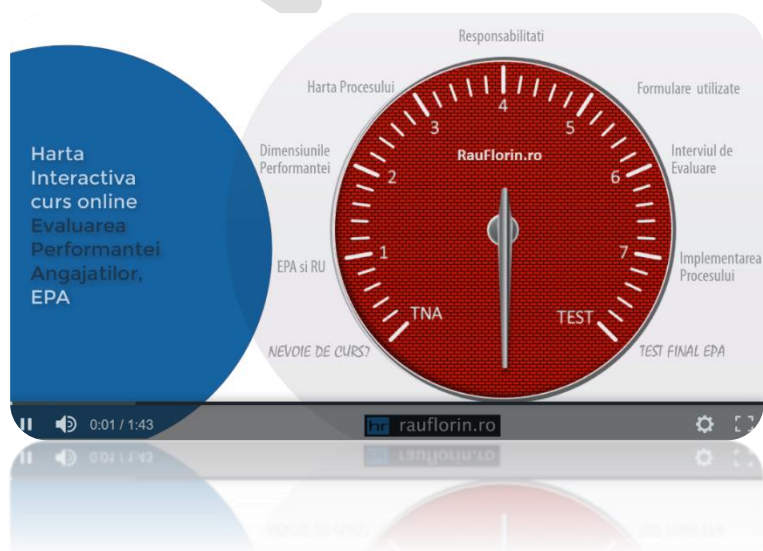 Harta
Interactiva
curs online
Evaluarea
Performantei
Angajatilor,
EPA
Responsabilitati
Harta Procesului
Formulare utilizate
Dimensiunile
Performantei
Interviul de
Evaluare
EPA si RU
Implementarea
Procesului
NEVOIE DE CURS?
TEST FINAL EPA
RauFlorin.ro
TNA
1
2
3
4
5
6
7
TEST
0:01 / 1:43
hr rauflorin.ro